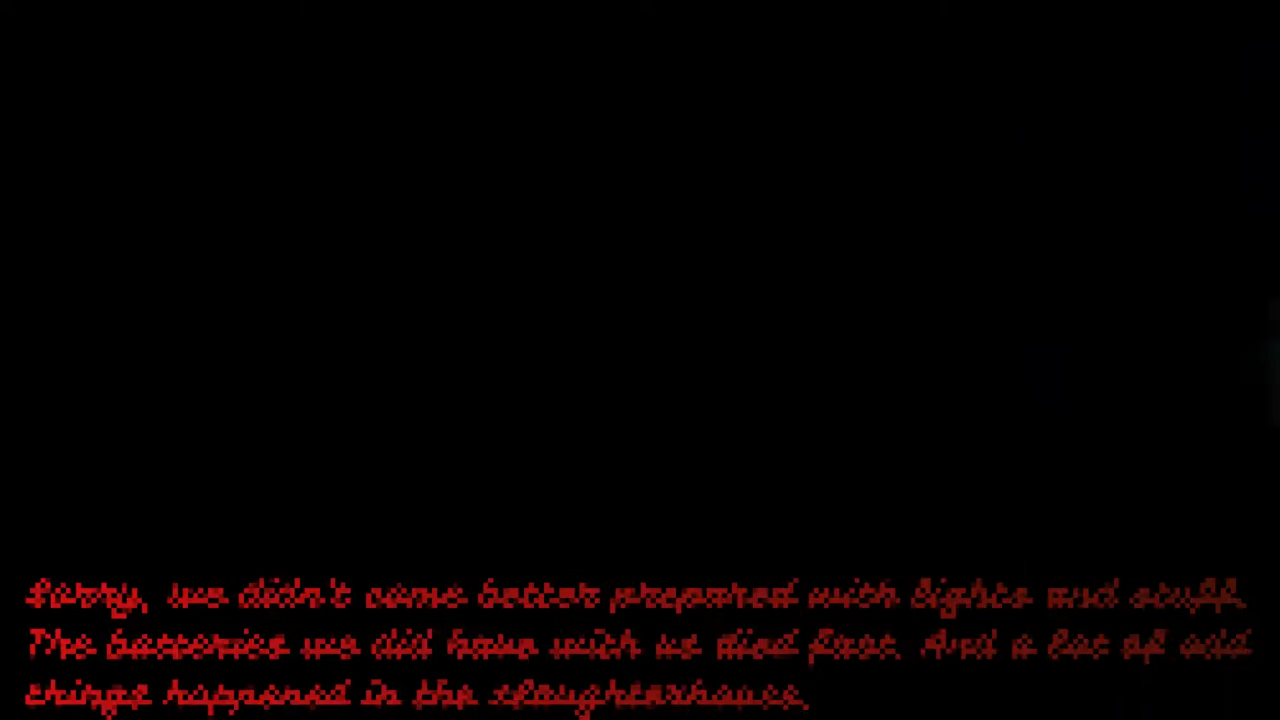 Sorry, we didn't come better prepared with lights and stuff.
The batteries we did have with us died fast. And a lot of odd
things happened in the slaughterhouse.